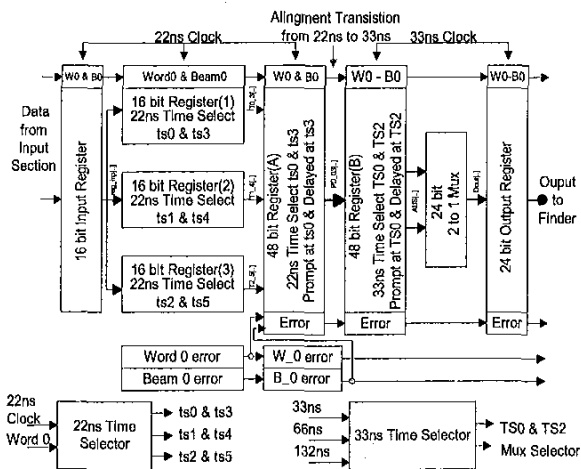 Alingment Transistion
from 22ns to 33ns
22ns Clock
33ns Clock
W0 & B0
Word0 & Beam0
W0 & B0
W0 - B0
W0-B0
Data
from
Input
Section
16 bit Input Register
16 bit Register(1)
22ns Time Select
ts0 & ts3
16 bit Register(2)
22ns Time Select
ts1 & ts4
16 bit Register(3)
22ns Time Select
ts2 & ts5
48 bit Register(A)
22ns Time Select ts0 & ts3
Prompt at ts0 & Delayed at ts3
48 bit Register(B)
33ns Time Select TS0 & TS2
Prompt at TS0 & Delayed at TS2
24 bit
2 to 1 Mux
24 bit Output Register
Ouput
to
Finder
Error
Error
Error
Word 0 error
W_0 error
Beam 0 error
B_0 error
22ns
Clock
Word 0
22ns Time
Selector
ts0 & ts3
ts1 & ts4
ts2 & ts5
33ns
66ns
132ns
33ns Time Selector
TS0 & TS2
Mux Selector